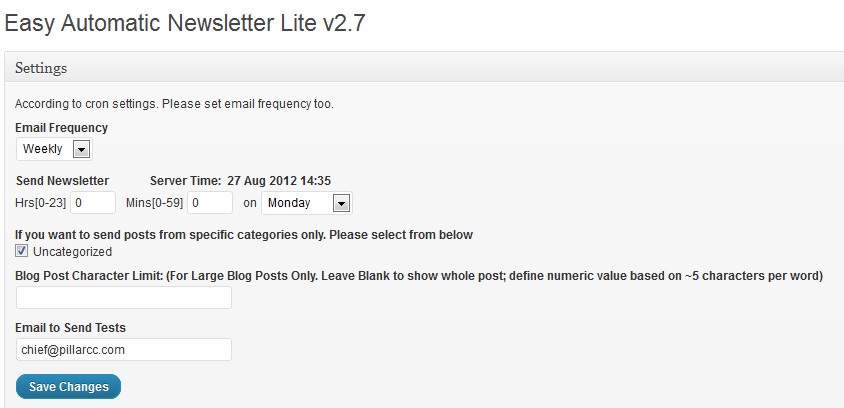 Easy Automatic Newsletter Lite v2.7
Settings
According to cron settings. Please set email frequency too.
Email Frequency
Weekly
Send Newsletter Server Time: 27 Aug 2012 14:35
Hrs[0-23] 0 Mins[0-59] 0 on Monday
If you want to send posts from specific categories only. Please select from below
Uncategorized
Blog Post Character Limit: (For Large Blog Posts Only. Leave Blank to show whole post; define numeric value based on ~5 characters per word)
Email to Send Tests
chief@pillarcc.com
Save Changes